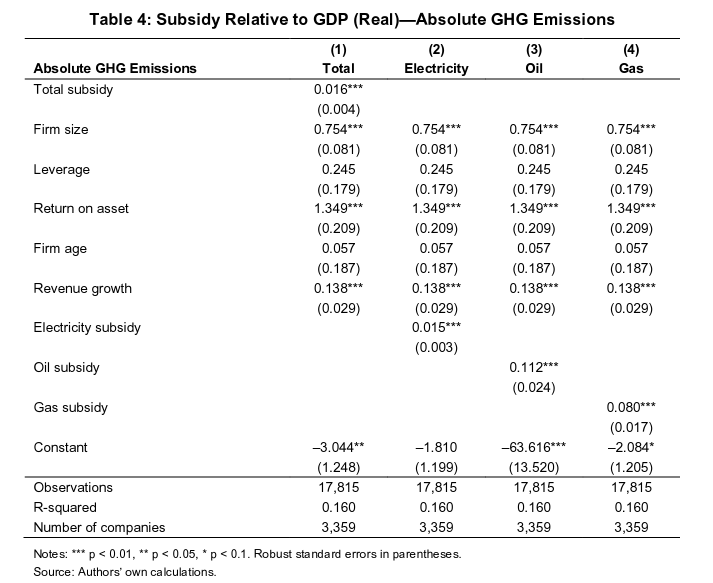 Table 4: Subsidy Relative to GDP (Real)—Absolute GHG Emissions
(1) (2) (3) (4)
Absolute GHG Emissions Total Electricity Oil Gas
Total subsidy 0.016***
(0.004)
Firm size 0.754*** 0.754*** 0.754*** 0.754***
(0.081) (0.081) (0.081) (0.081)
Leverage 0.245 0.245 0.245 0.245
(0.179) (0.179) (0.179) (0.179)
Return on asset 1.349*** 1.349*** 1.349*** 1.349***
(0.209) (0.209) (0.209) (0.209)
Firm age 0.057 0.057 0.057 0.057
(0.187) (0.187) (0.187) (0.187)
Revenue growth 0.138*** 0.138*** 0.138*** 0.138***
(0.029) (0.029) (0.029) (0.029)
Electricity subsidy 0.015***
(0.003)
Oil subsidy 0.112***
(0.024)
Gas subsidy 0.080***
(0.017)
Constant –3.044** –1.810 –63.616*** –2.084*
(1.248) (1.199) (13.520) (1.205)
Observations 17,815 17,815 17,815 17,815
R-squared 0.160 0.160 0.160 0.160
Number of companies 3,359 3,359 3,359 3,359
Notes: *** p < 0.01, ** p < 0.05, * p < 0.1. Robust standard errors in parentheses.
Source: Authors' own calculations.